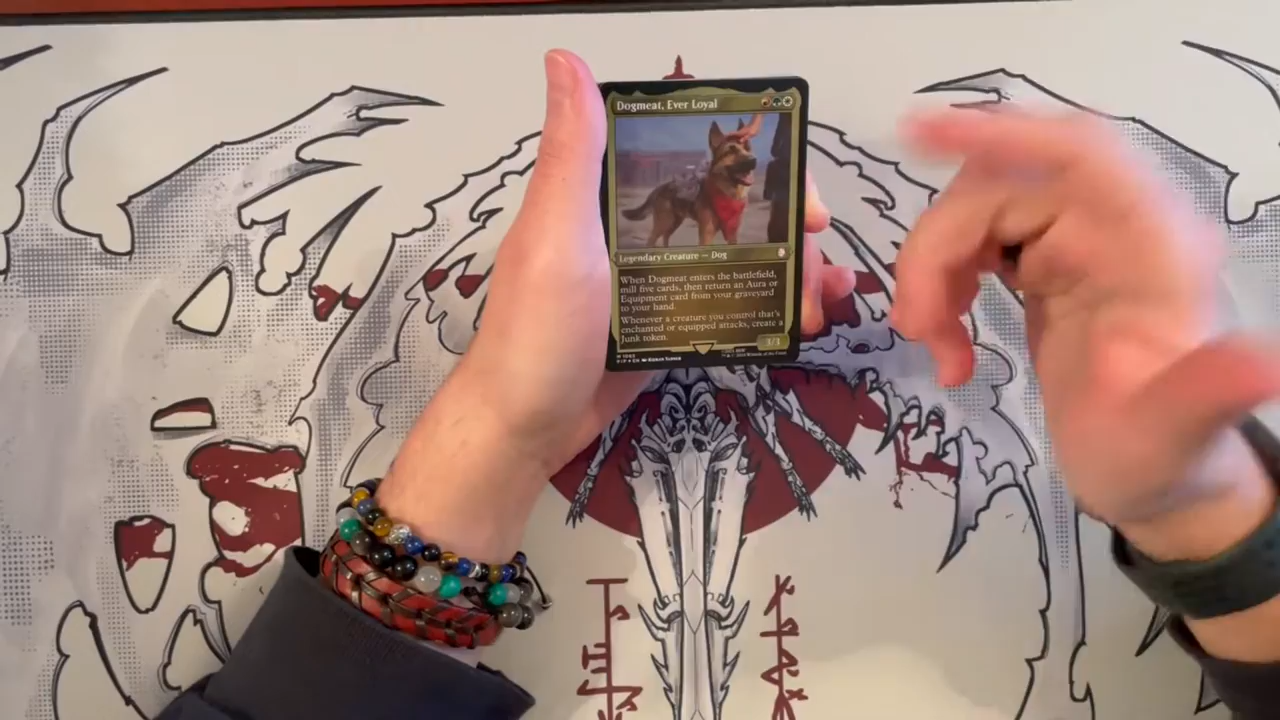 Dogmeat, Ever Loyal
Legendary Creature — Dog
When Dogmeat enters the battlefield,
mill five cards, then return an Aura or
Equipment card from your graveyard
to your hand.
Whenever a creature you control that's
enchanted or equipped attacks, create a
Junk token.
3/3